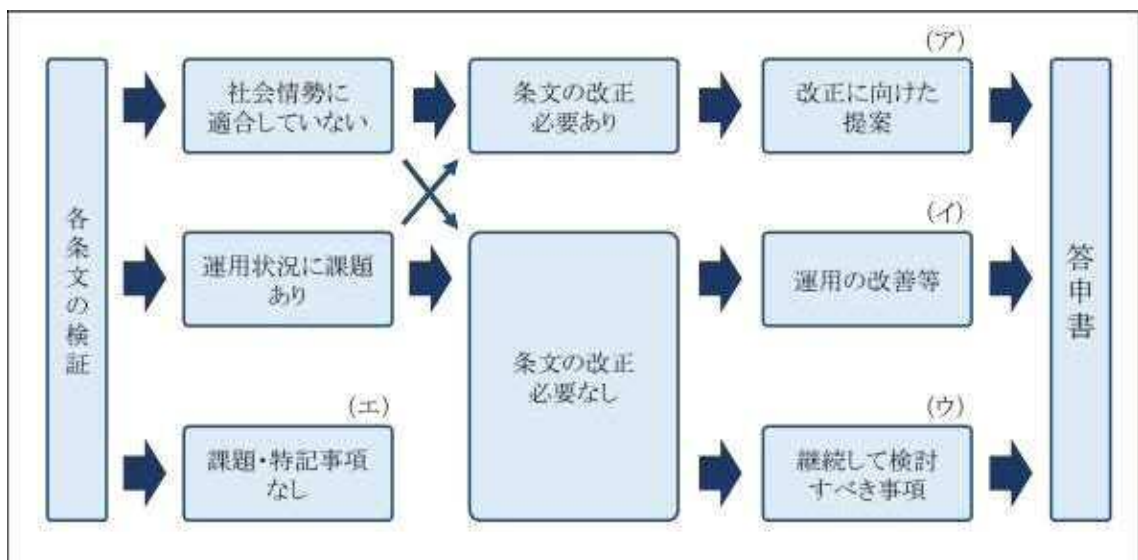 各条文の検証
社会情勢に
適合していない
条文の改正
必要あり
(ア)
改正に向けた
提案
運用状況に課題
あり
条文の改正
必要なし
(イ)
運用の改善等
(エ)
課題・特記事項
なし
(ウ)
継続して検討
すべき事項
答申書